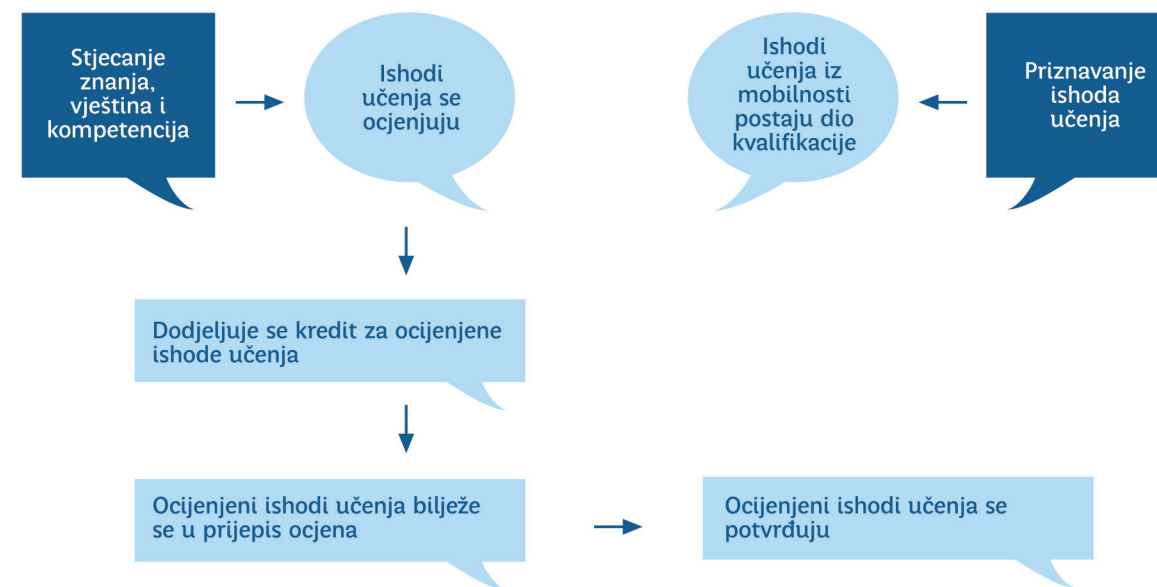 Stjecanje
znanja,
vještina i
kompetencija
Ishodi
učenja se
ocjenjuju
Ishodi
učenja iz
mobilnosti
postaju dio
kvalifikacije
Priznavanje
ishoda
učenja
Dodjeljuje se kredit za ocijenjene
ishode učenja
Ocijenjeni ishodi učenja bilježe
se u prijepis ocjena
Ocijenjeni ishodi učenja se
potvrđuju